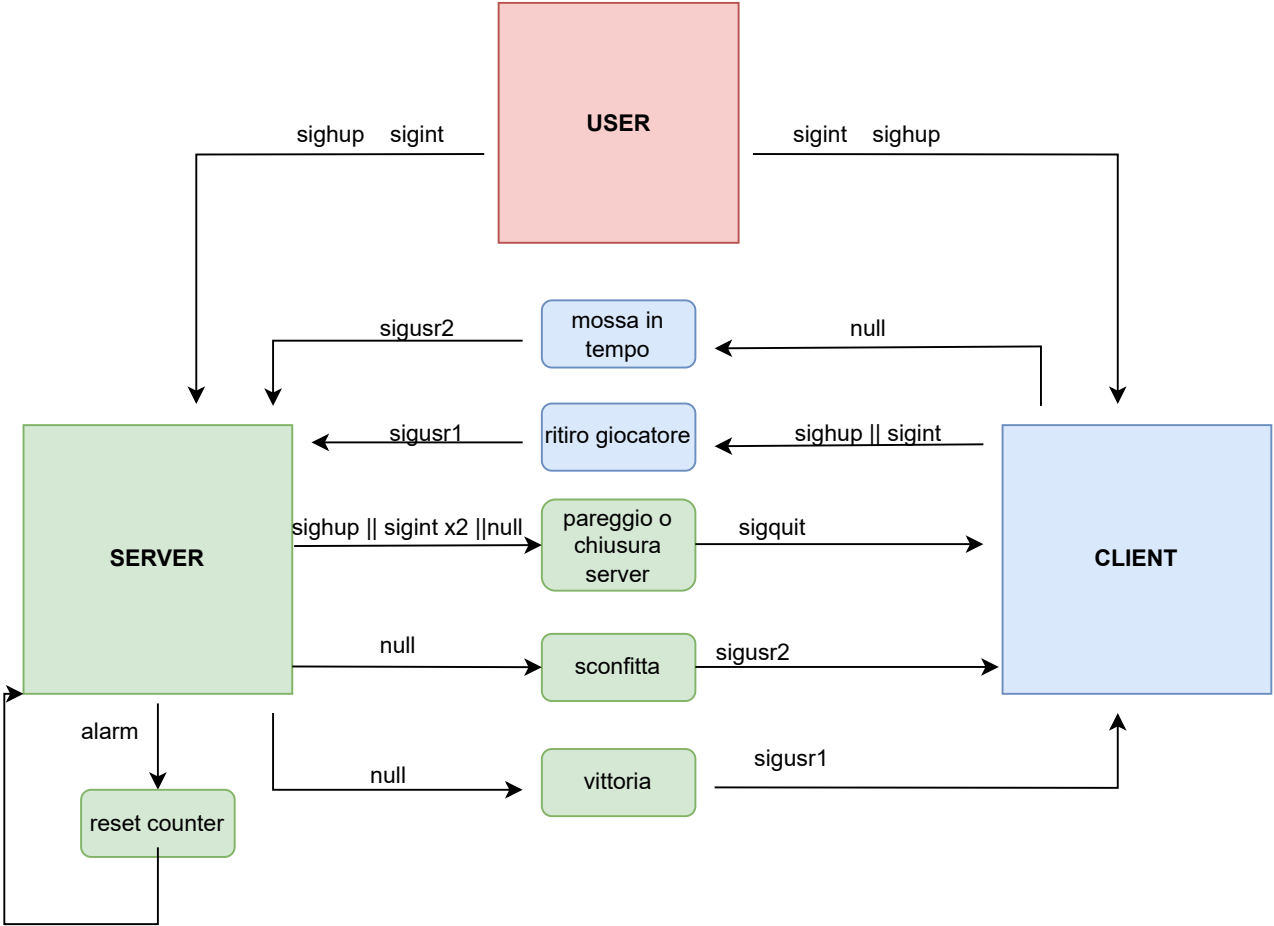 USER
sighup sigint
sigint sighup
mossa in
tempo
sigusr2
null
ritiro giocatore
sigusr1
sighup || sigint
SERVER
sighup || sigint x2 ||null
pareggio o
chiusura
server
sigquit
CLIENT
null
sconfitta
sigusr2
alarm
null
vittoria
sigusr1
reset counter